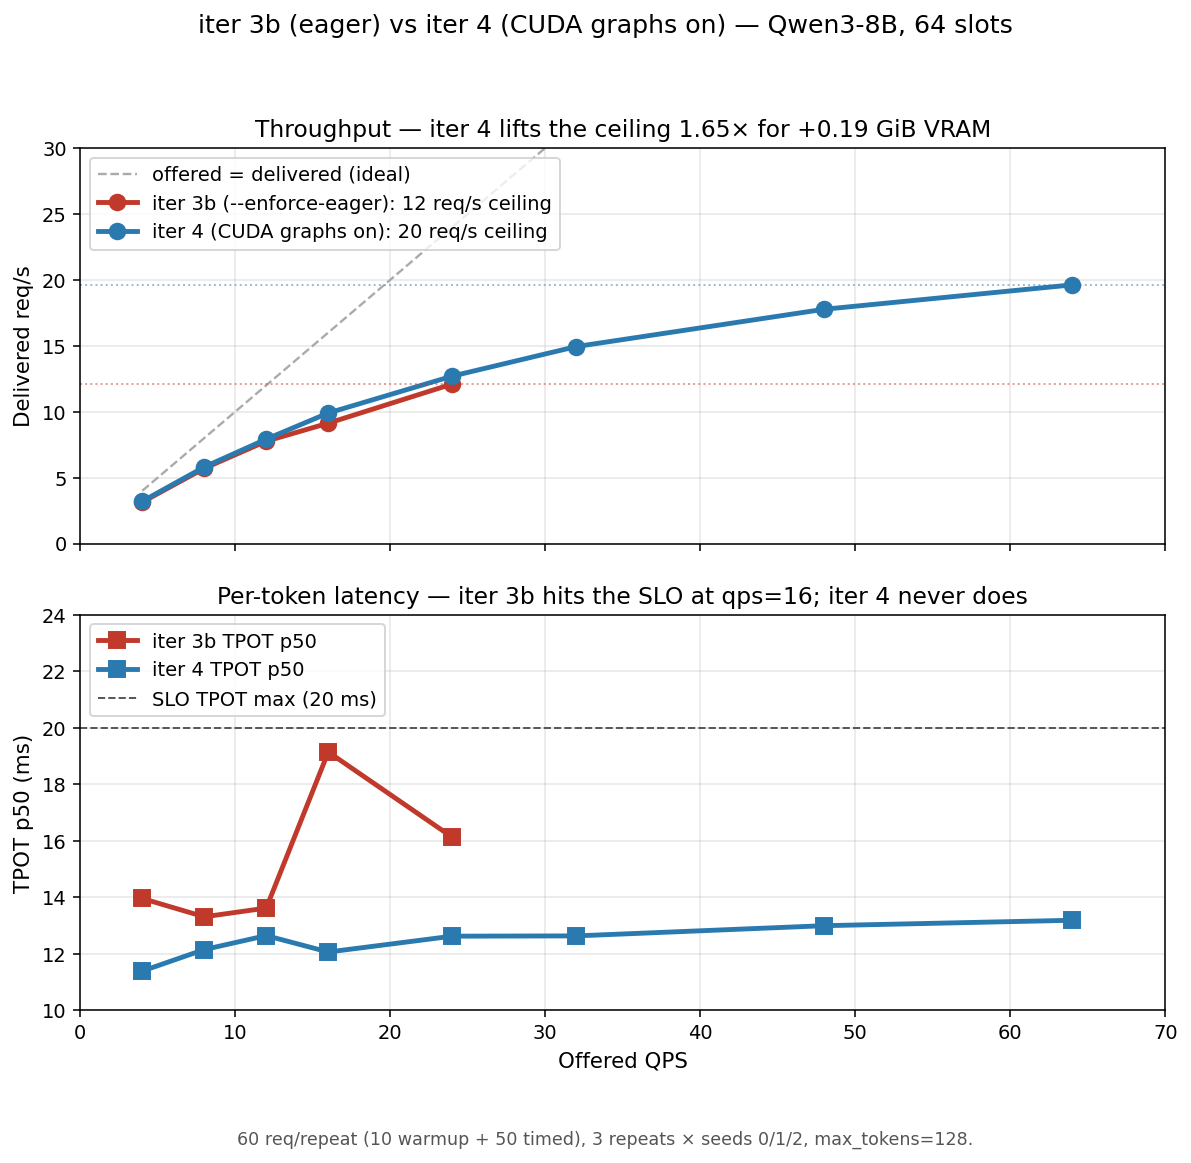 iter 3b (eager) vs iter 4 (CUDA graphs on) — Qwen3-8B, 64 slots
Throughput — iter 4 lifts the ceiling 1.65× for +0.19 GiB VRAM
30
25
20
15
10
5
0
Delivered req/s
offered = delivered (ideal)
iter 3b (--enforce-eager): 12 req/s ceiling
iter 4 (CUDA graphs on): 20 req/s ceiling
Per-token latency — iter 3b hits the SLO at qps=16; iter 4 never does
24
22
20
18
16
14
12
10
TPOT p50 (ms)
iter 3b TPOT p50
iter 4 TPOT p50
SLO TPOT max (20 ms)
0 10 20 30 40 50 60 70
Offered QPS
60 req/repeat (10 warmup + 50 timed), 3 repeats × seeds 0/1/2, max_tokens=128.